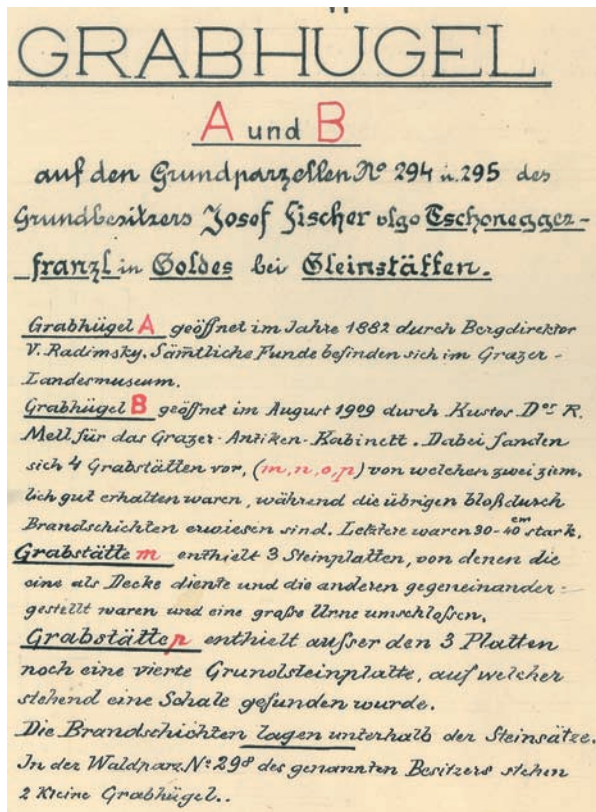 GRABHÜGEL
A und B
auf den Grundparzellen No 294 u. 295 des
Grundbesitzers Josef Fischer vlgo Tschonegger-
franzl in Goldes bei Gleinstätten.
Grabhügel A geöffnet im Jahre 1882 durch Bergdirektor
V. Radimsky. Sämtliche Funde befinden sich im Grazer-
Landesmuseum.
Grabhügel B geöffnet im August 1909 durch Kustos Dos R.
Mell für das Grazer-Antiken-Kabinett. Dabei fanden
sich 4 Grabstätten vor, (m, n, o, p) von welchen zwei ziem-
lich gut erhalten waren, während die übrigen bloß durch
Brandschichten erwiesen sind. Letztere waren 30-40 cm stark.
Grabstätte m enthielt 3 Steinplatten, von denen die
eine als Decke diente und die anderen gegeneinander-
gestellt waren und eine große Urne umschloßen.
Grabstätte p enthielt ausser den 3 Platten
noch eine vierte Grundsteinplatte, auf welcher
stehend eine Schale gefunden wurde.
Die Brandschichten lagen unterhalb der Steinsätze.
In der Waldparz. No 298 des genannten Besitzers stehen
2 kleine Grabhügel..